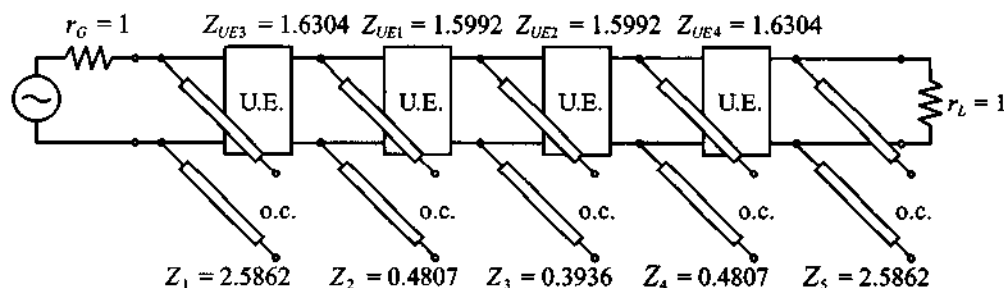 r_G = 1 Z_UE3 = 1.6304 Z_UE1 = 1.5992 Z_UE2 = 1.5992 Z_UE4 = 1.6304
U.E. U.E. U.E. U.E. r_L = 1
o.c. o.c. o.c. o.c.
Z_1 = 2.5862 Z_2 = 0.4807 Z_3 = 0.3936 Z_4 = 0.4807 Z_5 = 2.5862